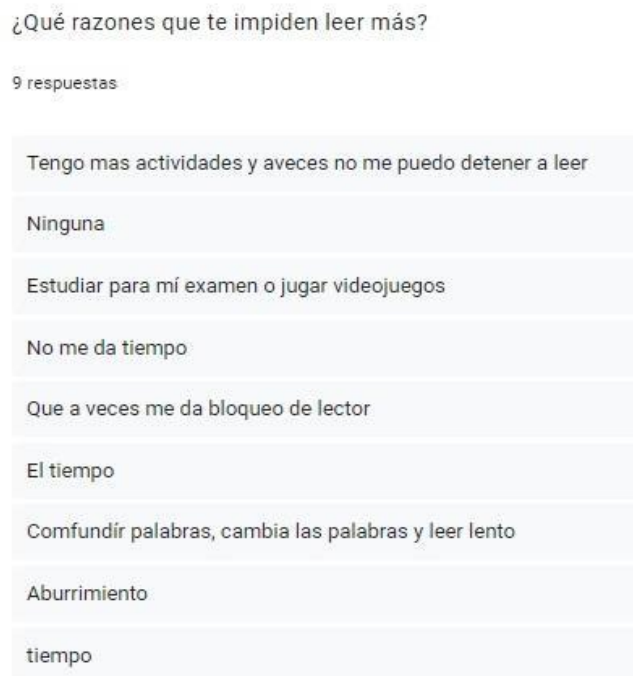 ¿Qué razones que te impiden leer más?
9 respuestas
Tengo mas actividades y aveces no me puedo detener a leer
Ninguna
Estudiar para mí examen o jugar videojuegos
No me da tiempo
Que a veces me da bloqueo de lector
El tiempo
Comfundír palabras, cambia las palabras y leer lento
Aburrimiento
tiempo